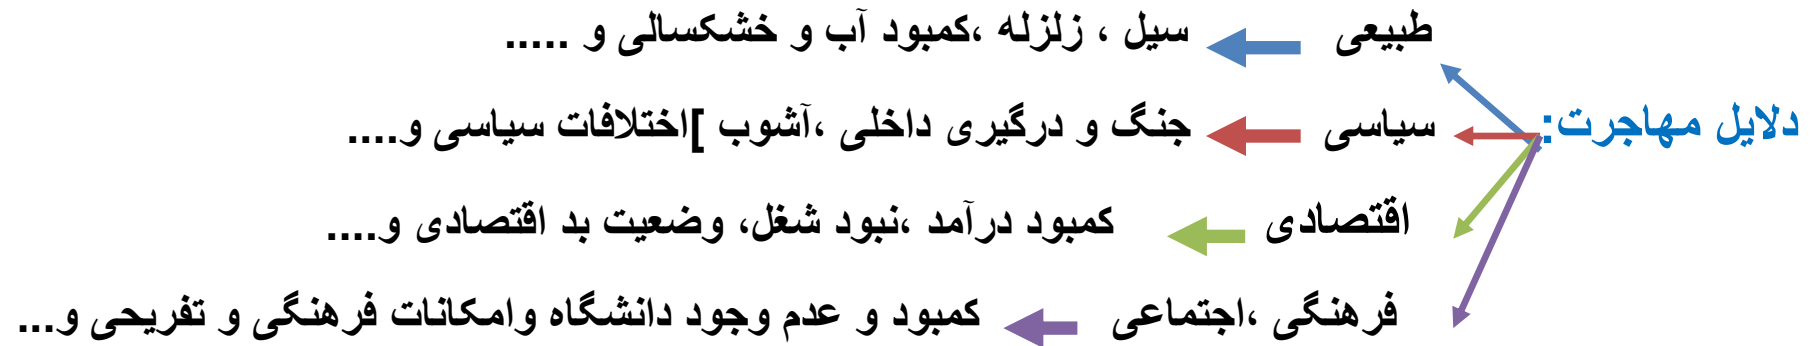 دلایل مهاجرت:
طبیعی سیل ، زلزله ،کمبود آب و خشکسالی و .....
سیاسی جنگ و درگیری داخلی ،آشوب ]اختلافات سیاسی و....
اقتصادی کمبود درآمد ،نبود شغل، وضعیت بد اقتصادی و....
فرهنگی ،اجتماعی کمبود و عدم وجود دانشگاه وامکانات فرهنگی و تفریحی و...